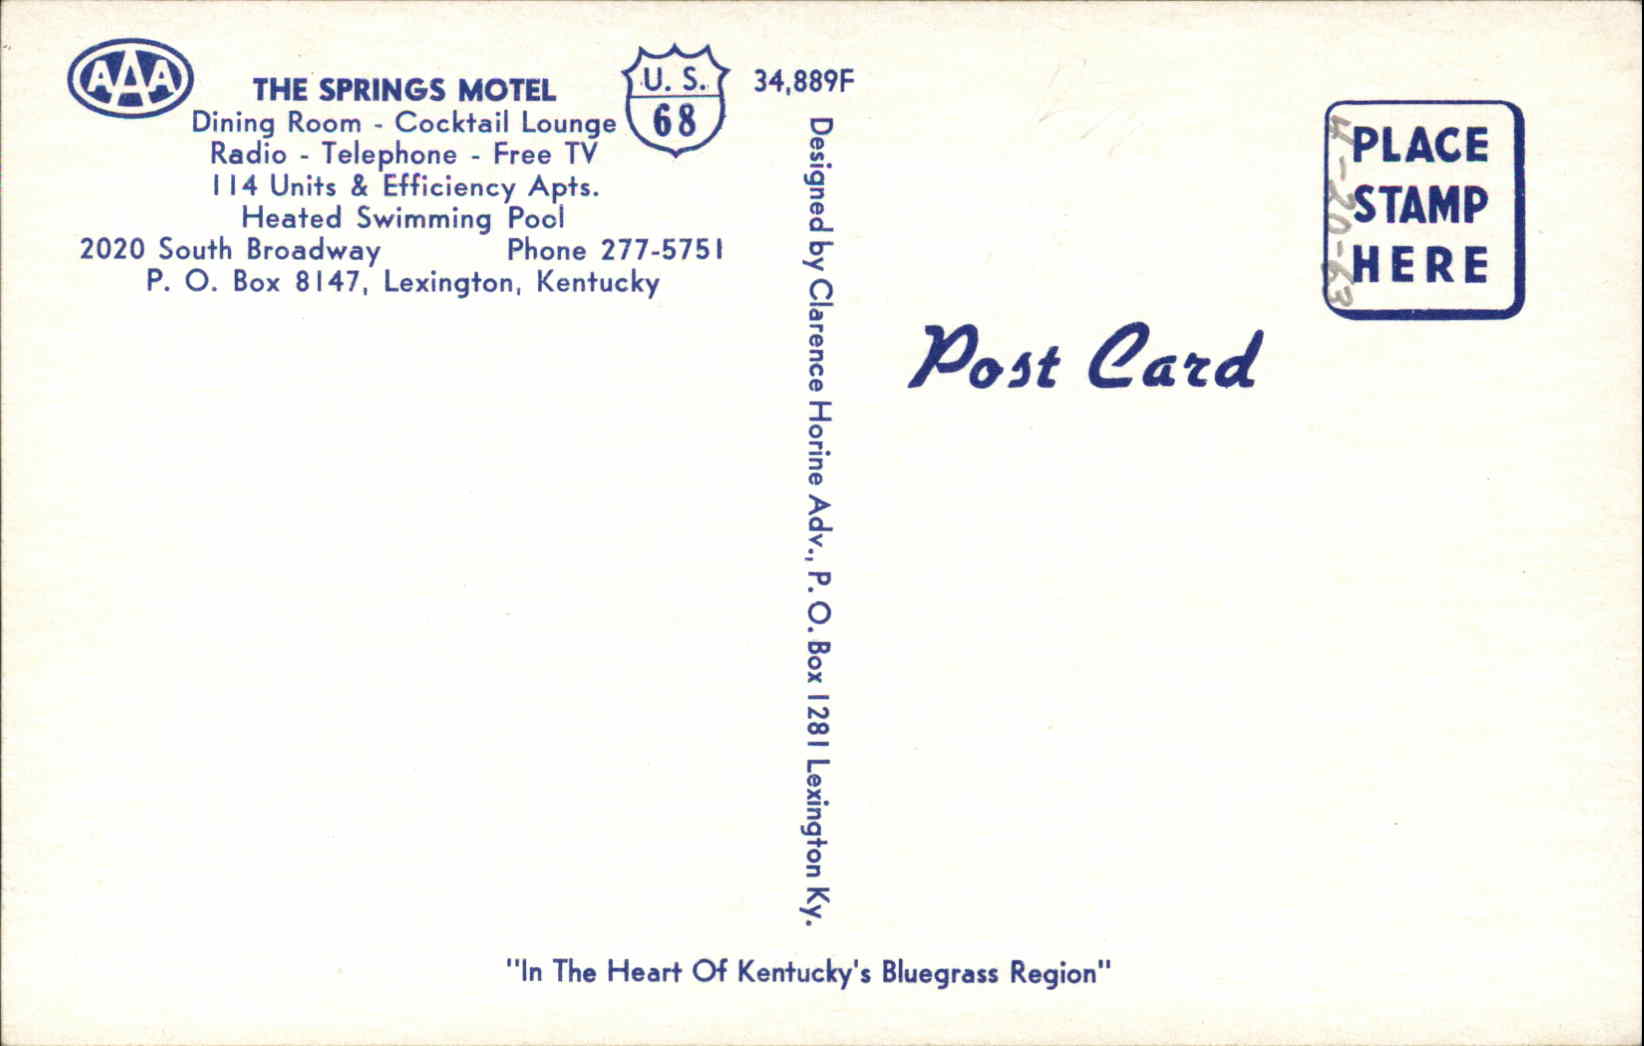 AAA
THE SPRINGS MOTEL
Dining Room - Cocktail Lounge
Radio - Telephone - Free TV
114 Units & Efficiency Apts.
Heated Swimming Pool
2020 South Broadway Phone 277-5751
P. O. Box 8147, Lexington, Kentucky
U. S.
68
34,889F
Designed by Clarence Horine Adv., P. O. Box 1281 Lexington Ky.
Post Card
PLACE
STAMP
HERE
4-20-63
"In The Heart Of Kentucky's Bluegrass Region"